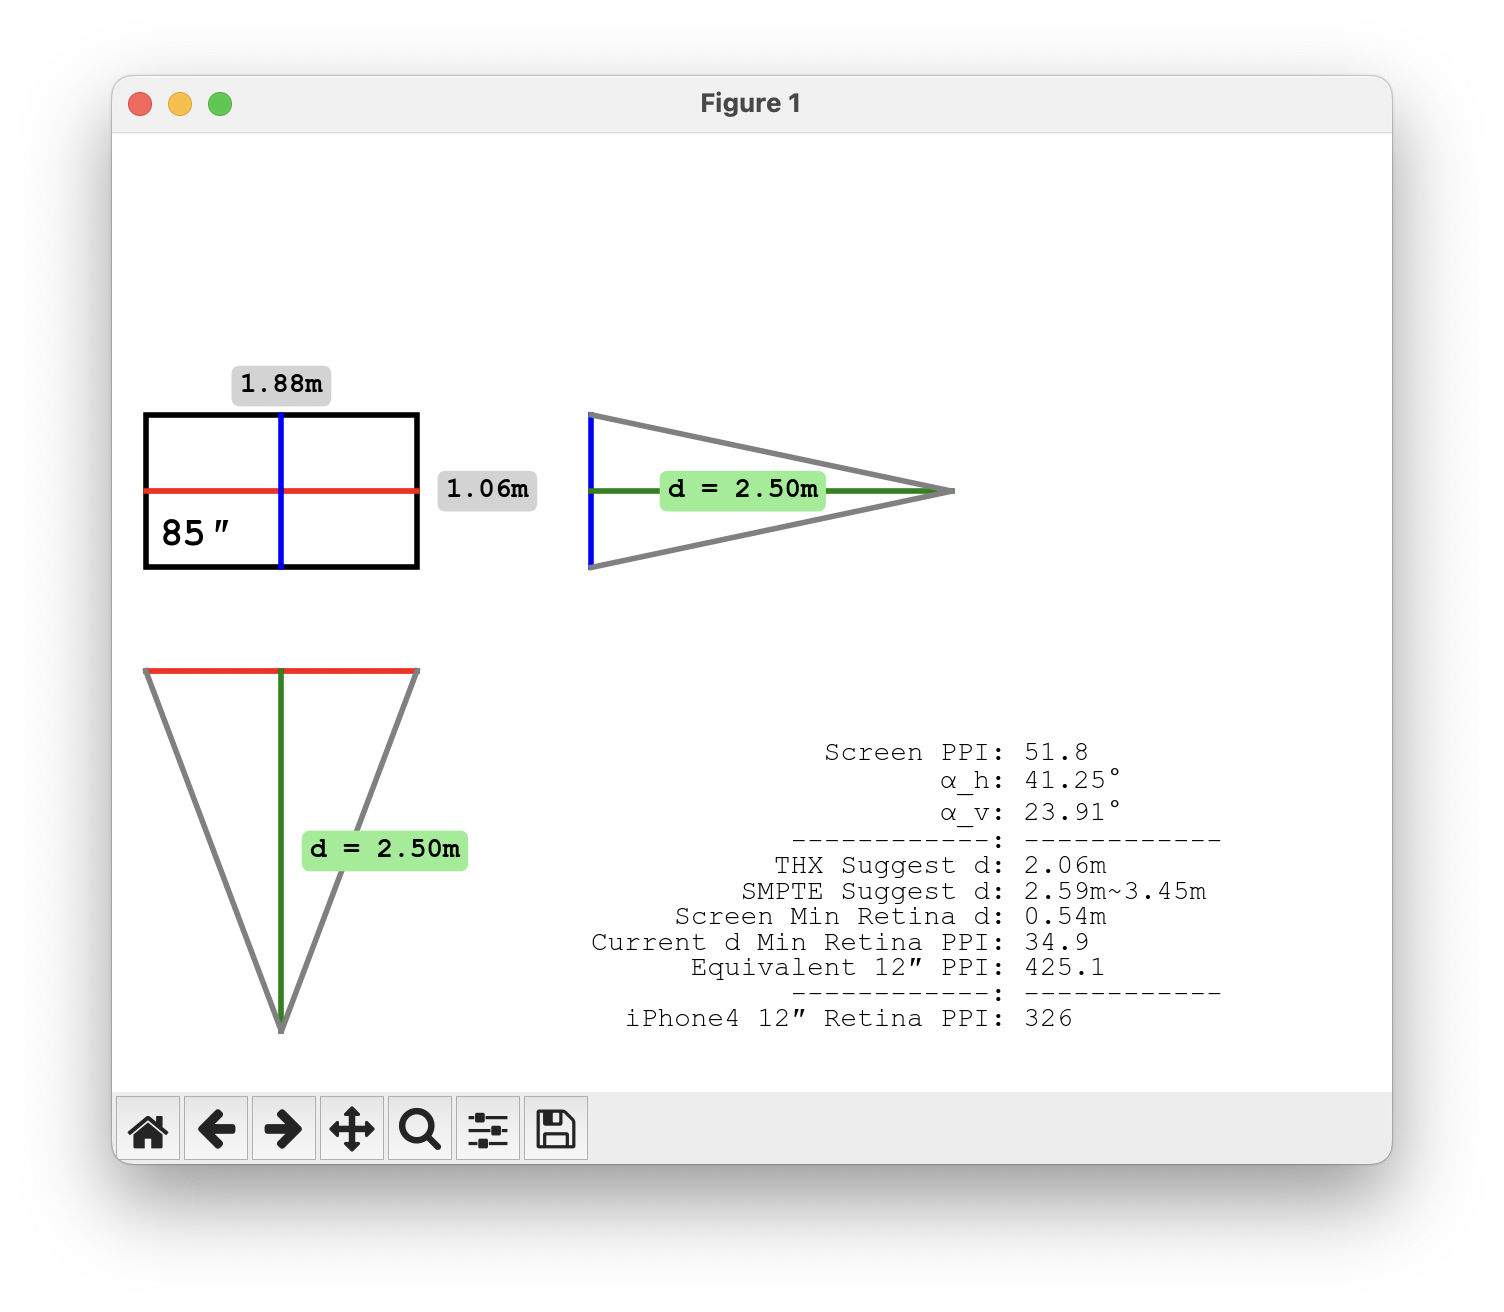 Figure 1
1.88m
1.06m
85″
d = 2.50m
d = 2.50m
Screen PPI: 51.8
α_h: 41.25°
α_v: 23.91°
------------: ------------
THX Suggest d: 2.06m
SMPTE Suggest d: 2.59m~3.45m
Screen Min Retina d: 0.54m
Current d Min Retina PPI: 34.9
Equivalent 12″ PPI: 425.1
------------: ------------
iPhone4 12″ Retina PPI: 326